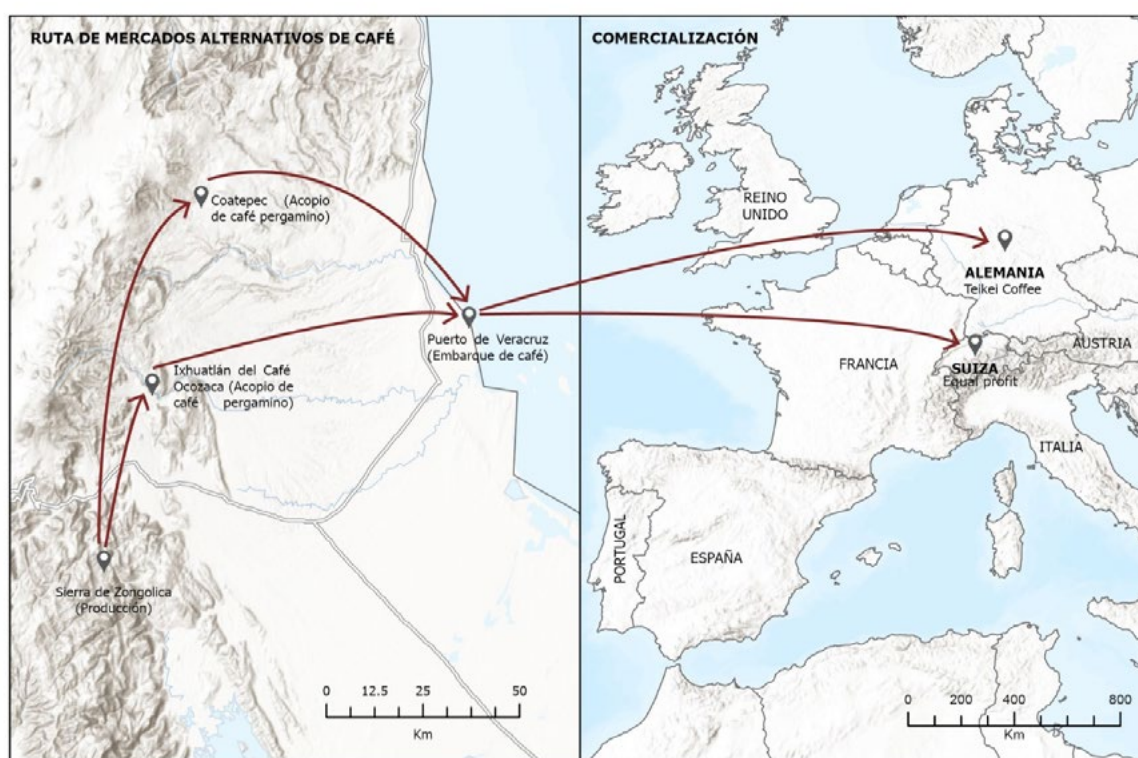 RUTA DE MERCADOS ALTERNATIVOS DE CAFÉ
Coatepec (Acopio
de café pergamino)
Ixhuatlán del Café
Ocozaca (Acopio de
café pergamino)
Puerto de Veracruz
(Embarque de café)
Sierra de Zongolica
(Producción)
0 12.5 25 50
Km
COMERCIALIZACIÓN
REINO
UNIDO
ALEMANIA
Teikei Coffee
AUSTRIA
FRANCIA
SUIZA
Equal profit
ITALIA
PORTUGAL
ESPAÑA
0 200 400 800
Km